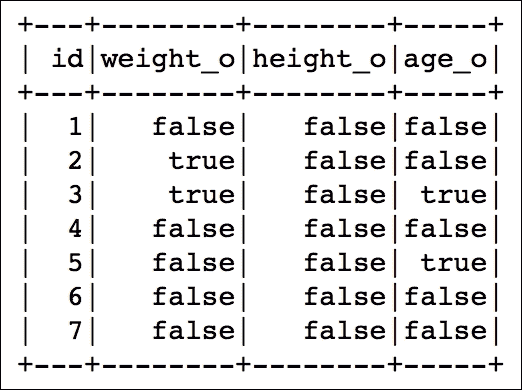 +---+--------+--------+-----+
| id|weight_o|height_o|age_o|
+---+--------+--------+-----+
|  1|   false|   false|false|
|  2|    true|   false|false|
|  3|    true|   false| true|
|  4|   false|   false|false|
|  5|   false|   false| true|
|  6|   false|   false|false|
|  7|   false|   false|false|
+---+--------+--------+-----+